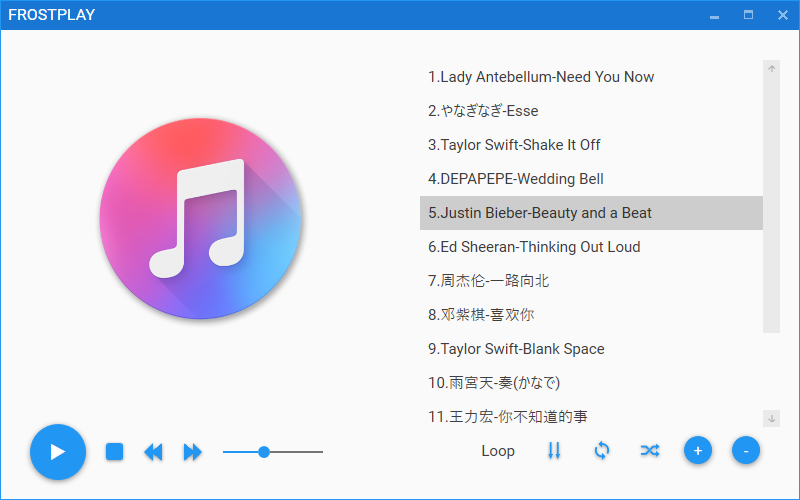 FROSTPLAY
1.Lady Antebellum-Need You Now
2.やなぎなぎ-Esse
3.Taylor Swift-Shake It Off
4.DEPAPEPE-Wedding Bell
5.Justin Bieber-Beauty and a Beat
6.Ed Sheeran-Thinking Out Loud
7.周杰伦-一路向北
8.邓紫棋-喜欢你
9.Taylor Swift-Blank Space
10.雨宮天-奏(かなで)
11.王力宏-你不知道的事
Loop
+
-